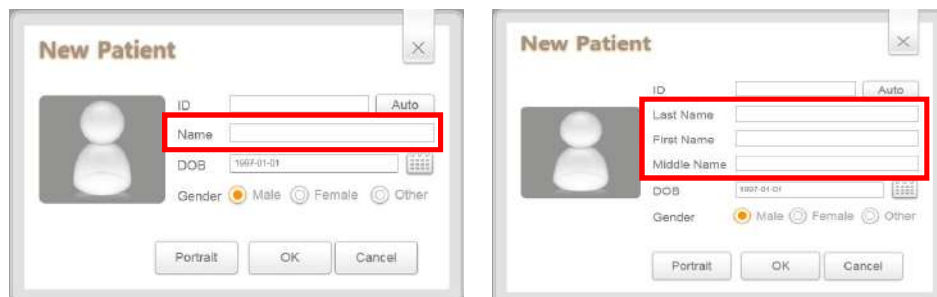 New Patient
ID
Auto
Name
DOB
1997-01-01
Gender
Male
Female
Other
Portrait
OK
Cancel
New Patient
ID
Auto
Last Name
First Name
Middle Name
DOB
1997-01-01
Gender
Male
Female
Other
Portrait
OK
Cancel